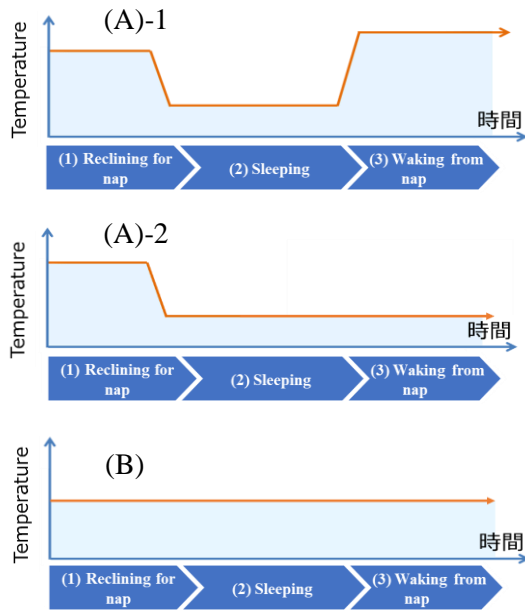 (A)-1
Temperature
時間
(1) Reclining for
nap
(2) Sleeping
(3) Waking from
nap
(A)-2
Temperature
時間
(1) Reclining for
nap
(2) Sleeping
(3) Waking from
nap
(B)
Temperature
時間
(1) Reclining for
nap
(2) Sleeping
(3) Waking from
nap